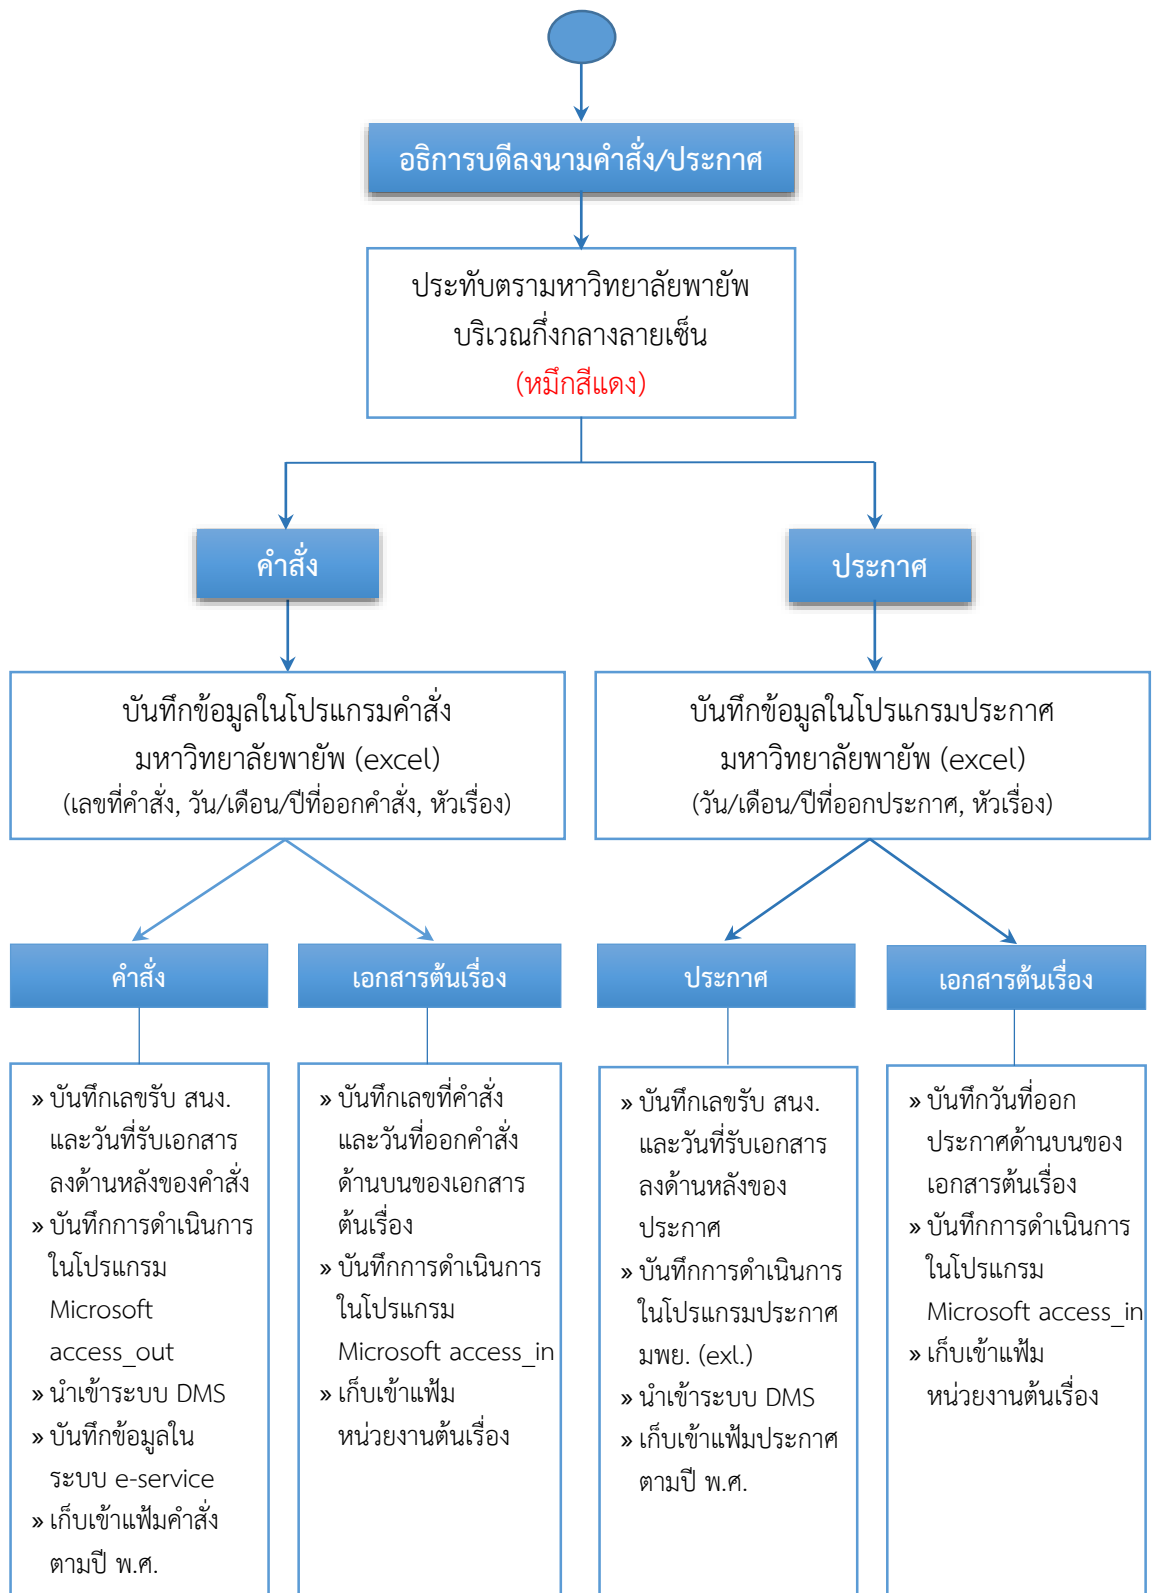 อธิการบดีลงนามคำสั่ง/ประกาศ
ประทับตรามหาวิทยาลัยพายัพ
บริเวณกึ่งกลางลายเซ็น
(หมึกสีแดง)
คำสั่ง
ประกาศ
บันทึกข้อมูลในโปรแกรมคำสั่ง
มหาวิทยาลัยพายัพ (excel)
(เลขที่คำสั่ง, วัน/เดือน/ปีที่ออกคำสั่ง, หัวเรื่อง)
บันทึกข้อมูลในโปรแกรมประกาศ
มหาวิทยาลัยพายัพ (excel)
(วัน/เดือน/ปีที่ออกประกาศ, หัวเรื่อง)
คำสั่ง
เอกสารต้นเรื่อง
ประกาศ
เอกสารต้นเรื่อง
» บันทึกเลขรับ สนง.
และวันที่รับเอกสาร
ลงด้านหลังของคำสั่ง
» บันทึกการดำเนินการ
ในโปรแกรม
Microsoft
access_out
» นำเข้าระบบ DMS
» บันทึกข้อมูลใน
ระบบ e-service
» เก็บเข้าแฟ้มคำสั่ง
ตามปี พ.ศ.
» บันทึกเลขที่คำสั่ง
และวันที่ออกคำสั่ง
ด้านบนของเอกสาร
ต้นเรื่อง
» บันทึกการดำเนินการ
ในโปรแกรม
Microsoft access_in
» เก็บเข้าแฟ้ม
หน่วยงานต้นเรื่อง
» บันทึกเลขรับ สนง.
และวันที่รับเอกสาร
ลงด้านหลังของ
ประกาศ
» บันทึกการดำเนินการ
ในโปรแกรมประกาศ
มพย. (exl.)
» นำเข้าระบบ DMS
» เก็บเข้าแฟ้มประกาศ
ตามปี พ.ศ.
» บันทึกวันที่ออก
ประกาศด้านบนของ
เอกสารต้นเรื่อง
» บันทึกการดำเนินการ
ในโปรแกรม
Microsoft access_in
» เก็บเข้าแฟ้ม
หน่วยงานต้นเรื่อง